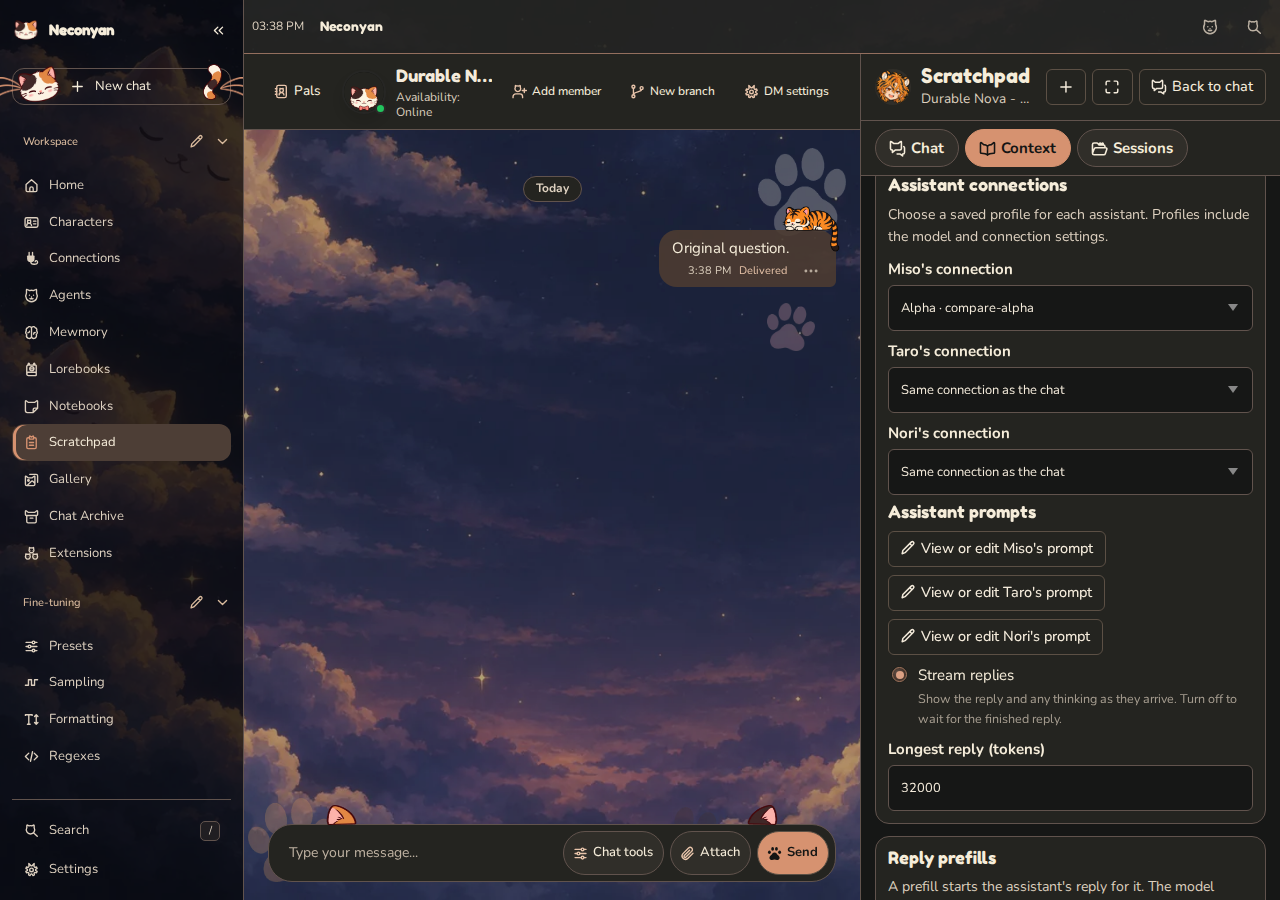 Neconyan
New chat
Workspace
Home
Characters
Connections
Agents
Mewmory
Lorebooks
Notebooks
Scratchpad
Gallery
Chat Archive
Extensions
Fine-tuning
Presets
Sampling
Formatting
Regexes
Search /
Settings
03:38 PM Neconyan
Pals
Durable N...
Availability:
Online
Add member
New branch
DM settings
Today
Original question.
3:38 PM Delivered
Type your message...
Chat tools
Attach
Send
Scratchpad
Durable Nova - ...
Back to chat
Chat
Context
Sessions
Assistant connections
Choose a saved profile for each assistant. Profiles include
the model and connection settings.
Miso's connection
Alpha · compare-alpha
Taro's connection
Same connection as the chat
Nori's connection
Same connection as the chat
Assistant prompts
View or edit Miso's prompt
View or edit Taro's prompt
View or edit Nori's prompt
Stream replies
Show the reply and any thinking as they arrive. Turn off to
wait for the finished reply.
Longest reply (tokens)
32000
Reply prefills
A prefill starts the assistant's reply for it. The model